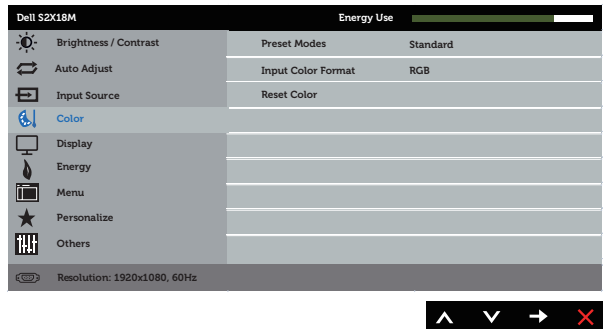 Dell S2X18M Energy Use
Brightness / Contrast Preset Modes Standard
Auto Adjust Input Color Format RGB
Input Source Reset Color
Color
Display
Energy
Menu
Personalize
Others
Resolution: 1920x1080, 60Hz